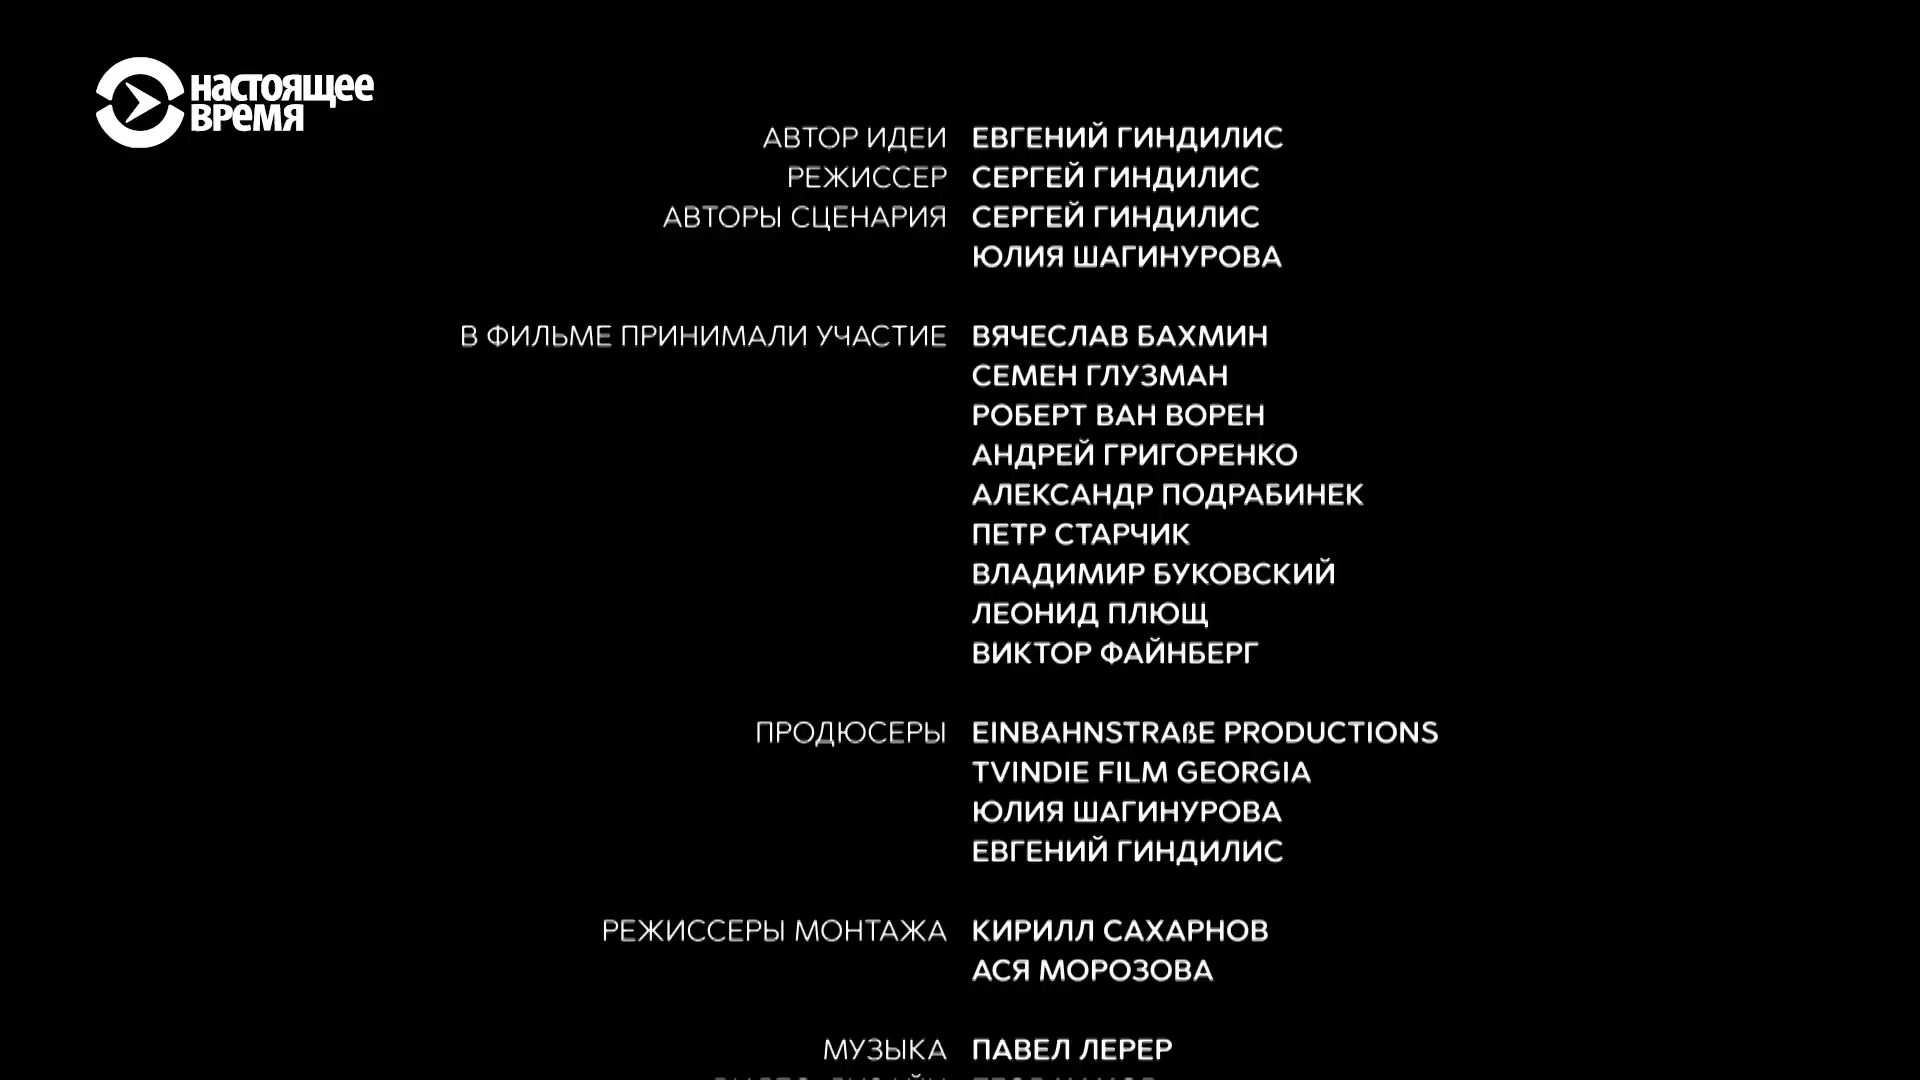 НАСТОЯЩЕЕ
ВРЕМЯ
АВТОР ИДЕИ ЕВГЕНИЙ ГИНДИЛИС
РЕЖИССЕР СЕРГЕЙ ГИНДИЛИС
АВТОРЫ СЦЕНАРИЯ СЕРГЕЙ ГИНДИЛИС
ЮЛИЯ ШАГИНУРОВА
В ФИЛЬМЕ ПРИНИМАЛИ УЧАСТИЕ ВЯЧЕСЛАВ БАХМИН
СЕМЕН ГЛУЗМАН
РОБЕРТ ВАН ВОРЕН
АНДРЕЙ ГРИГОРЕНКО
АЛЕКСАНДР ПОДРАБИНЕК
ПЕТР СТАРЧИК
ВЛАДИМИР БУКОВСКИЙ
ЛЕОНИД ПЛЮЩ
ВИКТОР ФАЙНБЕРГ
ПРОДЮСЕРЫ EINBAHNSTRAßE PRODUCTIONS
TVINDIE FILM GEORGIA
ЮЛИЯ ШАГИНУРОВА
ЕВГЕНИЙ ГИНДИЛИС
РЕЖИССЕРЫ МОНТАЖА КИРИЛЛ САХАРНОВ
АСЯ МОРОЗОВА
МУЗЫКА ПАВЕЛ ЛЕРЕР